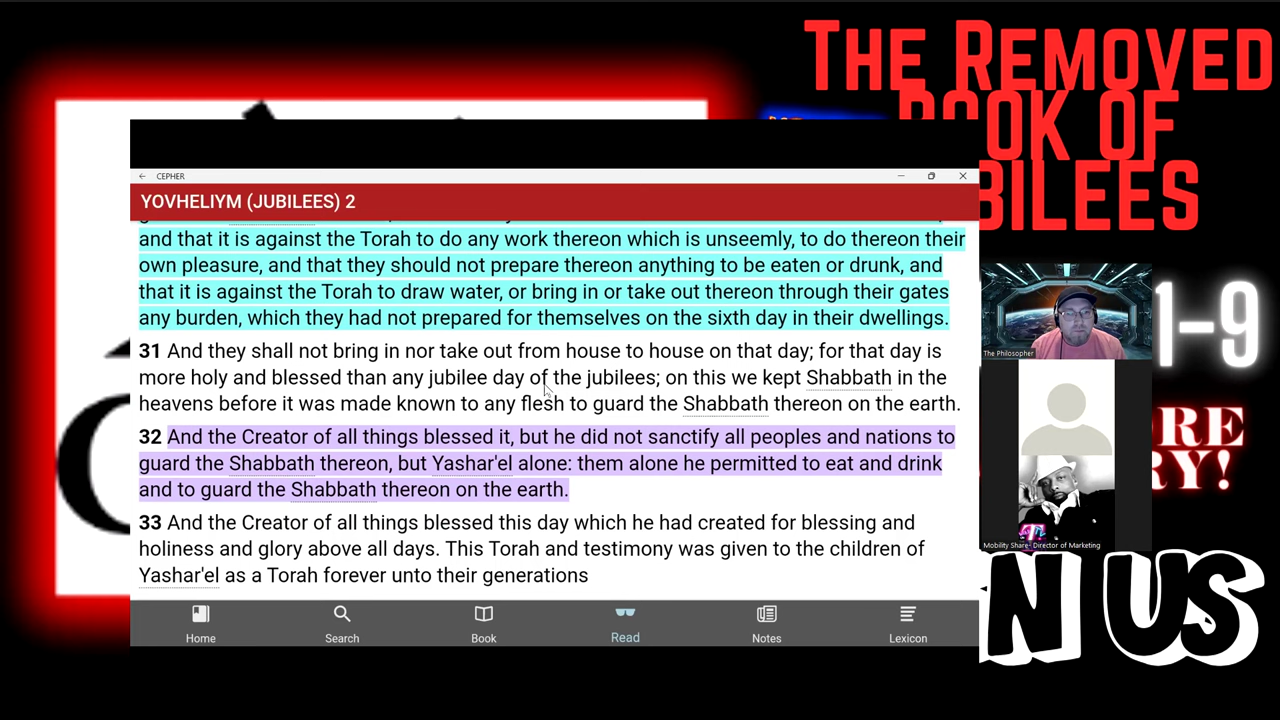 THE REMOVED
BOOK OF
BILEES
CEPHER
YOVHELIYM (JUBILEES) 2
and that it is against the Torah to do any work thereon which is unseemly, to do thereon their
own pleasure, and that they should not prepare thereon anything to be eaten or drunk, and
that it is against the Torah to draw water, or bring in or take out thereon through their gates
any burden, which they had not prepared for themselves on the sixth day in their dwellings.
31 And they shall not bring in nor take out from house to house on that day; for that day is
more holy and blessed than any jubilee day of the jubilees; on this we kept Shabbath in the
heavens before it was made known to any flesh to guard the Shabbath thereon on the earth.
32 And the Creator of all things blessed it, but he did not sanctify all peoples and nations to
guard the Shabbath thereon, but Yashar'el alone: them alone he permitted to eat and drink
and to guard the Shabbath thereon on the earth.
33 And the Creator of all things blessed this day which he had created for blessing and
holiness and glory above all days. This Torah and testimony was given to the children of
Yashar'el as a Torah forever unto their generations
Home
Search
Book
Read
Notes
Lexicon
The Philosopher
Mobility Share- Director of Marketing
1-9
RE
RY!
N US